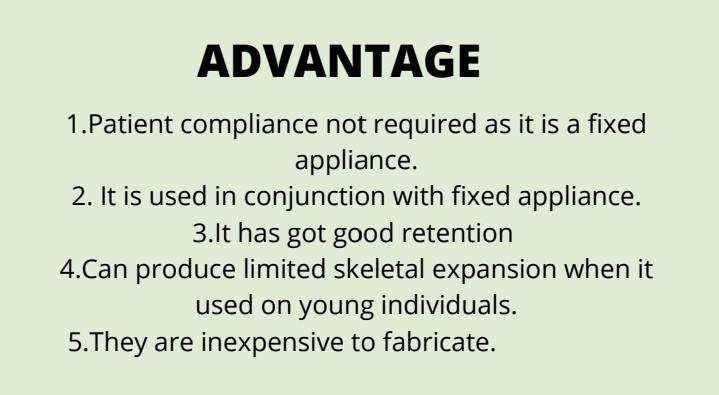 ADVANTAGE
1.Patient compliance not required as it is a fixed
appliance.
2. It is used in conjunction with fixed appliance.
3.It has got good retention
4.Can produce limited skeletal expansion when it
used on young individuals.
5.They are inexpensive to fabricate.